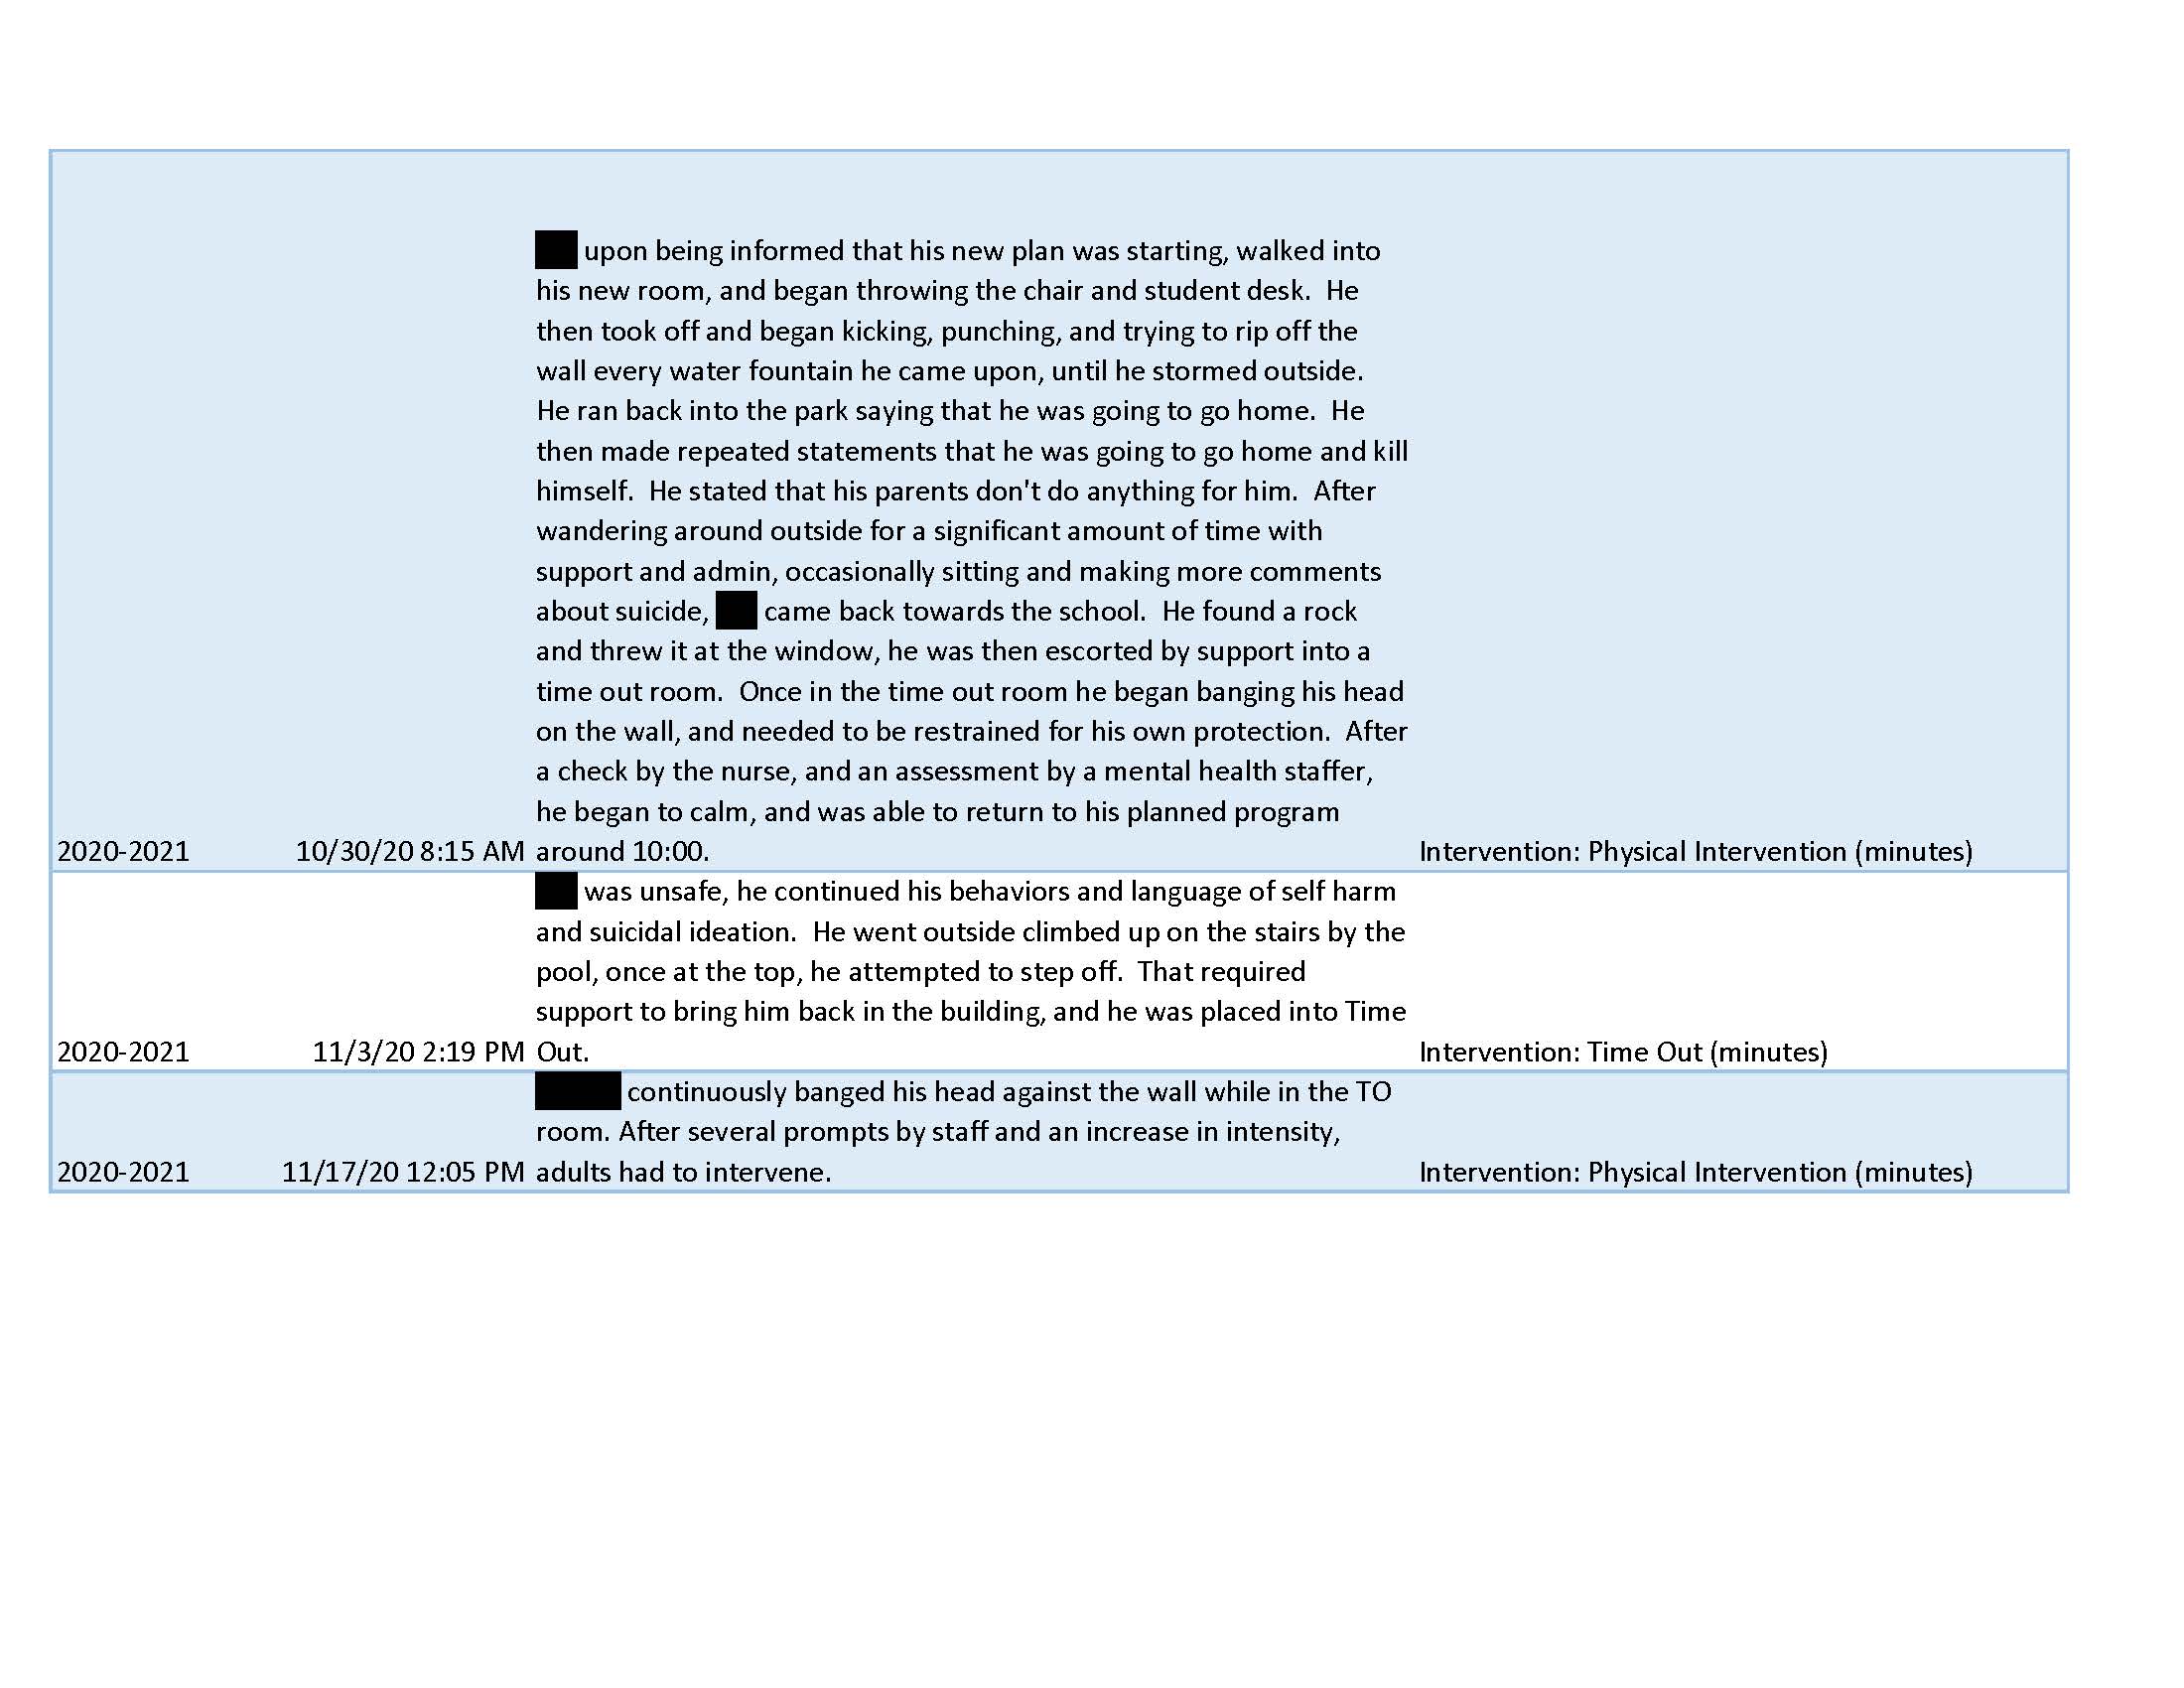 upon being informed that his new plan was starting, walked into
his new room, and began throwing the chair and student desk. He
then took off and began kicking, punching, and trying to rip off the
wall every water fountain he came upon, until he stormed outside.
He ran back into the park saying that he was going to go home. He
then made repeated statements that he was going to go home and kill
himself. He stated that his parents don't do anything for him. After
wandering around outside for a significant amount of time with
support and admin, occasionally sitting and making more comments
about suicide, came back towards the school. He found a rock
and threw it at the window, he was then escorted by support into a
time out room. Once in the time out room he began banging his head
on the wall, and needed to be restrained for his own protection. After
a check by the nurse, and an assessment by a mental health staffer,
he began to calm, and was able to return to his planned program
2020-2021 10/30/20 8:15 AM around 10:00. Intervention: Physical Intervention (minutes)
was unsafe, he continued his behaviors and language of self harm
and suicidal ideation. He went outside climbed up on the stairs by the
pool, once at the top, he attempted to step off. That required
support to bring him back in the building, and he was placed into Time
2020-2021 11/3/20 2:19 PM Out. Intervention: Time Out (minutes)
continuously banged his head against the wall while in the TO
room. After several prompts by staff and an increase in intensity,
2020-2021 11/17/20 12:05 PM adults had to intervene. Intervention: Physical Intervention (minutes)